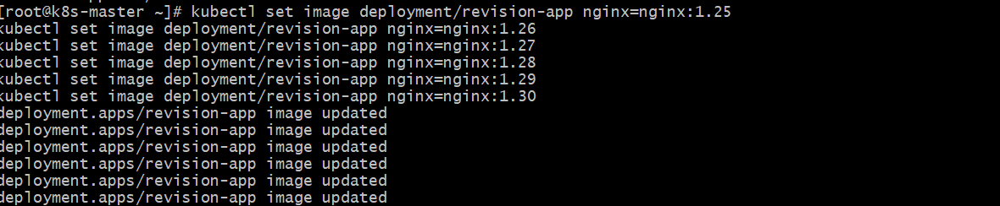 [root@k8s-master ~]# kubectl set image deployment/revision-app nginx=nginx:1.25
kubectl set image deployment/revision-app nginx=nginx:1.26
kubectl set image deployment/revision-app nginx=nginx:1.27
kubectl set image deployment/revision-app nginx=nginx:1.28
kubectl set image deployment/revision-app nginx=nginx:1.29
kubectl set image deployment/revision-app nginx=nginx:1.30
deployment.apps/revision-app image updated
deployment.apps/revision-app image updated
deployment.apps/revision-app image updated
deployment.apps/revision-app image updated
deployment.apps/revision-app image updated
deployment.apps/revision-app image updated